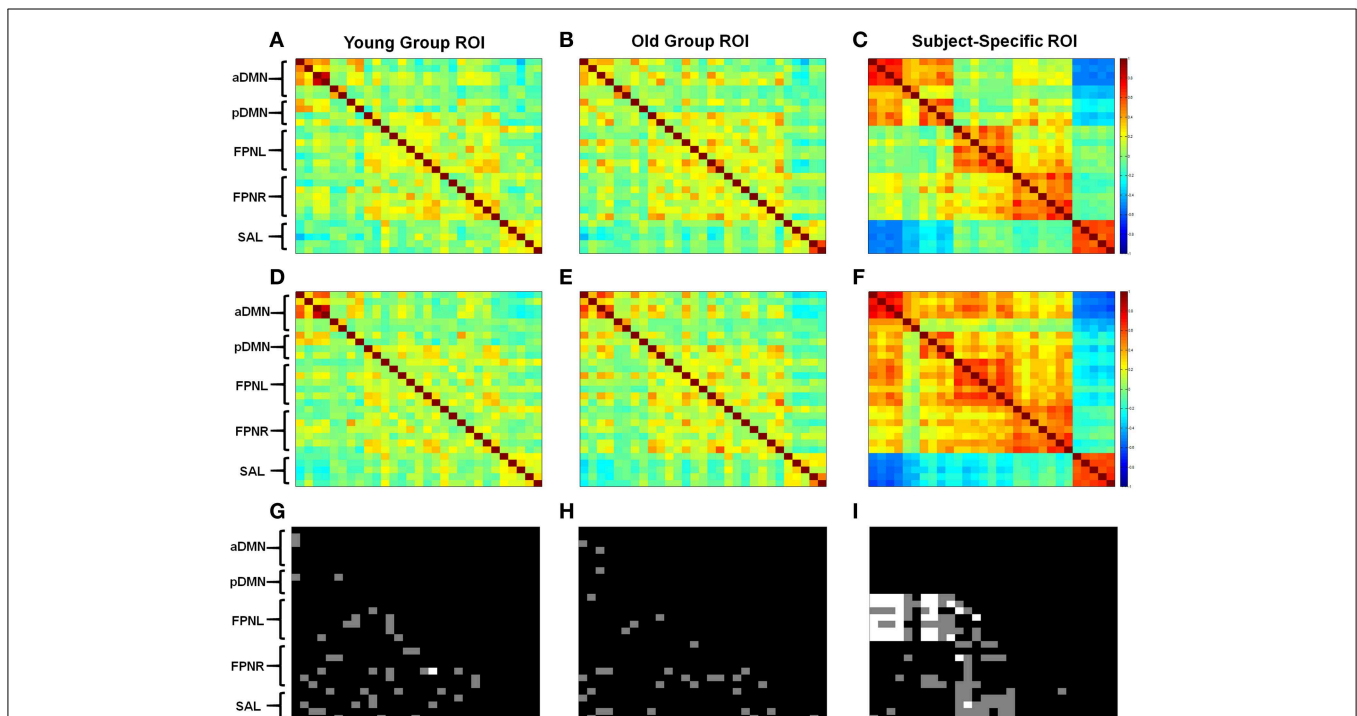 A Young Group ROI
B Old Group ROI
C Subject-Specific ROI
aDMN
pDMN
FPNL
FPNR
SAL
D
E
F
aDMN
pDMN
FPNL
FPNR
SAL
G
H
I
aDMN
pDMN
FPNL
FPNR
SAL